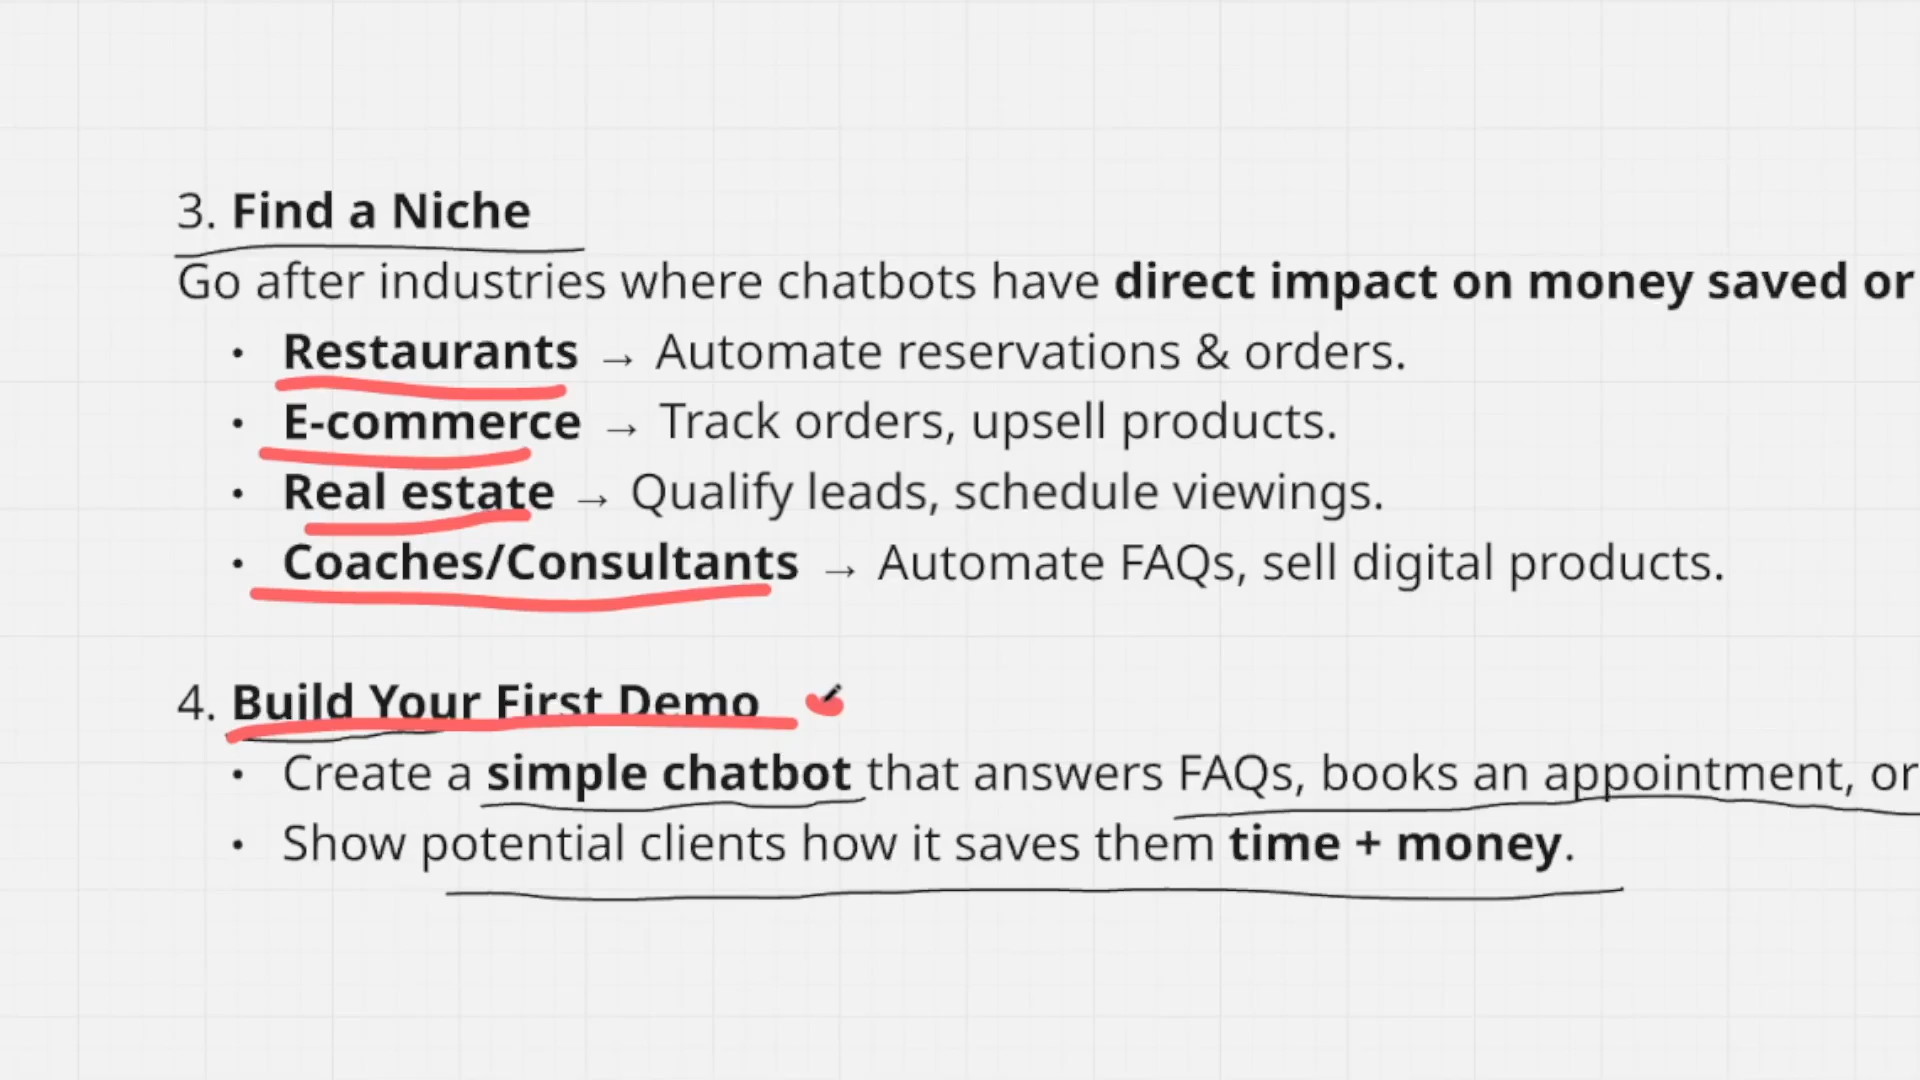 3. Find a Niche
Go after industries where chatbots have direct impact on money saved or
• Restaurants → Automate reservations & orders.
• E-commerce → Track orders, upsell products.
• Real estate → Qualify leads, schedule viewings.
• Coaches/Consultants → Automate FAQs, sell digital products.
4. Build Your First Demo
• Create a simple chatbot that answers FAQs, books an appointment, or
• Show potential clients how it saves them time + money.